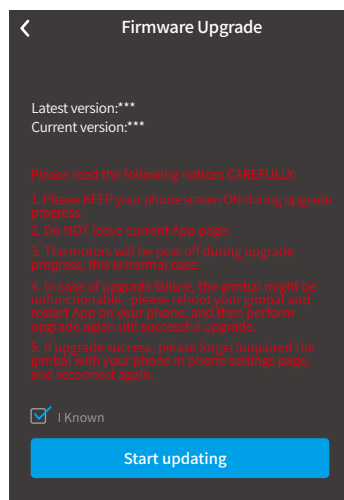 Firmware Upgrade
Latest version:***
Current version:***
Please read the following notices CAREFULLY:
1. Please KEEP your phone screen ON during upgrade
progress
2. Do NOT leave current App page.
3. The motors will be pow off during upgrade
progress, this is normal case.
4. In case of upgrade failure, the gimbal might be
unfunctionable, please reboot your gimbal and
restart App on your phone, and then perform
upgrade agian util successful upgrade.
5. If upgrade success, please forget/unpaired the
gimbal with your phone in phone settings page,
and reconnect again.
I Known
Start updating